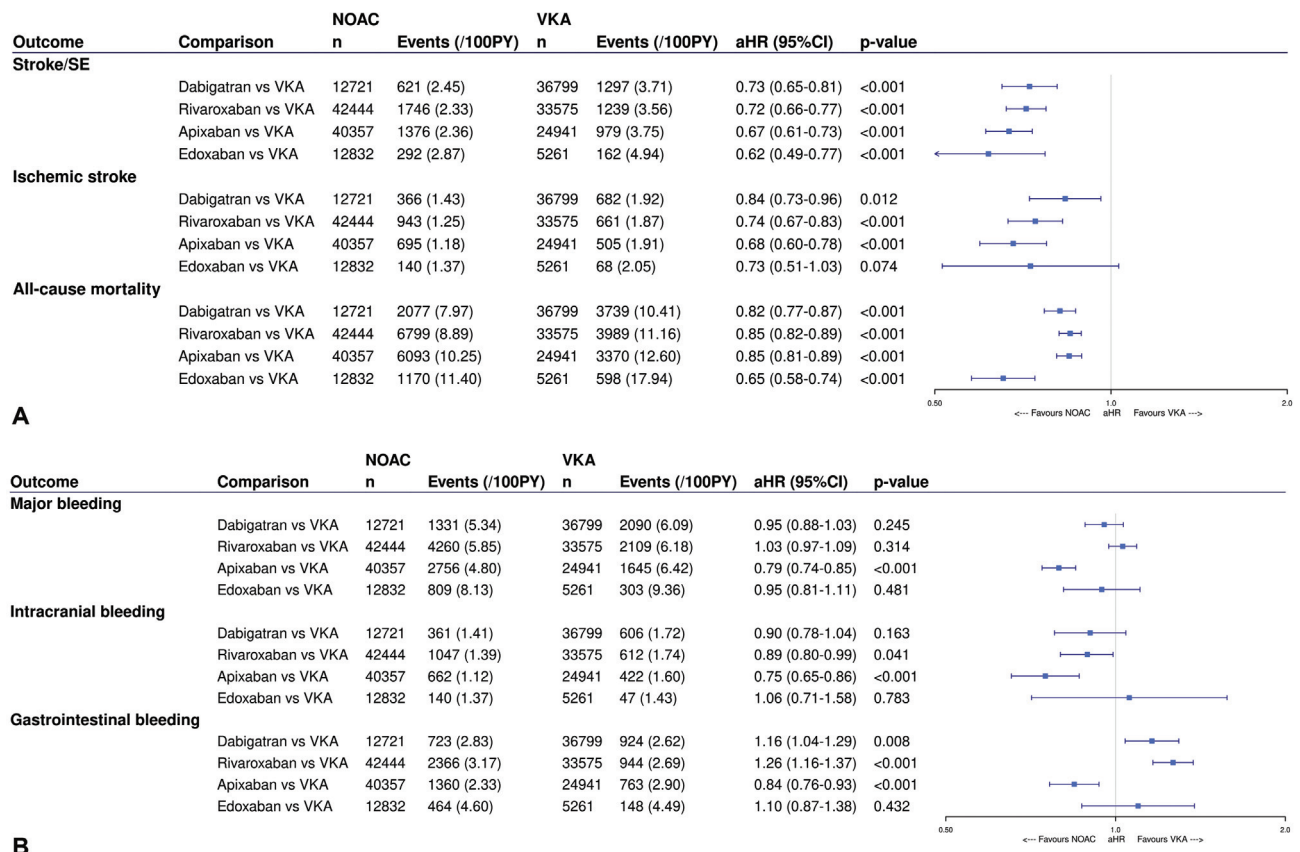 NOAC VKA
Outcome Comparison n Events (/100PY) n Events (/100PY) aHR (95%CI) p-value
Stroke/SE
Dabigatran vs VKA 12721 621 (2.45) 36799 1297 (3.71) 0.73 (0.65-0.81) <0.001
Rivaroxaban vs VKA 42444 1746 (2.33) 33575 1239 (3.56) 0.72 (0.66-0.77) <0.001
Apixaban vs VKA 40357 1376 (2.36) 24941 979 (3.75) 0.67 (0.61-0.73) <0.001
Edoxaban vs VKA 12832 292 (2.87) 5261 162 (4.94) 0.62 (0.49-0.77) <0.001
Ischemic stroke
Dabigatran vs VKA 12721 366 (1.43) 36799 682 (1.92) 0.84 (0.73-0.96) 0.012
Rivaroxaban vs VKA 42444 943 (1.25) 33575 661 (1.87) 0.74 (0.67-0.83) <0.001
Apixaban vs VKA 40357 695 (1.18) 24941 505 (1.91) 0.68 (0.60-0.78) <0.001
Edoxaban vs VKA 12832 140 (1.37) 5261 68 (2.05) 0.73 (0.51-1.03) 0.074
All-cause mortality
Dabigatran vs VKA 12721 2077 (7.97) 36799 3739 (10.41) 0.82 (0.77-0.87) <0.001
Rivaroxaban vs VKA 42444 6799 (8.89) 33575 3989 (11.16) 0.85 (0.82-0.89) <0.001
Apixaban vs VKA 40357 6093 (10.25) 24941 3370 (12.60) 0.85 (0.81-0.89) <0.001
Edoxaban vs VKA 12832 1170 (11.40) 5261 598 (17.94) 0.65 (0.58-0.74) <0.001
0.50 1.0 2.0
<--- Favours NOAC aHR Favours VKA --->
A
NOAC VKA
Outcome Comparison n Events (/100PY) n Events (/100PY) aHR (95%CI) p-value
Major bleeding
Dabigatran vs VKA 12721 1331 (5.34) 36799 2090 (6.09) 0.95 (0.88-1.03) 0.245
Rivaroxaban vs VKA 42444 4260 (5.85) 33575 2109 (6.18) 1.03 (0.97-1.09) 0.314
Apixaban vs VKA 40357 2756 (4.80) 24941 1645 (6.42) 0.79 (0.74-0.85) <0.001
Edoxaban vs VKA 12832 809 (8.13) 5261 303 (9.36) 0.95 (0.81-1.11) 0.481
Intracranial bleeding
Dabigatran vs VKA 12721 361 (1.41) 36799 606 (1.72) 0.90 (0.78-1.04) 0.163
Rivaroxaban vs VKA 42444 1047 (1.39) 33575 612 (1.74) 0.89 (0.80-0.99) 0.041
Apixaban vs VKA 40357 662 (1.12) 24941 422 (1.60) 0.75 (0.65-0.86) <0.001
Edoxaban vs VKA 12832 140 (1.37) 5261 47 (1.43) 1.06 (0.71-1.58) 0.783
Gastrointestinal bleeding
Dabigatran vs VKA 12721 723 (2.83) 36799 924 (2.62) 1.16 (1.04-1.29) 0.008
Rivaroxaban vs VKA 42444 2366 (3.17) 33575 944 (2.69) 1.26 (1.16-1.37) <0.001
Apixaban vs VKA 40357 1360 (2.33) 24941 763 (2.90) 0.84 (0.76-0.93) <0.001
Edoxaban vs VKA 12832 464 (4.60) 5261 148 (4.49) 1.10 (0.87-1.38) 0.432
0.50 1.0 2.0
<--- Favours NOAC aHR Favours VKA --->
B